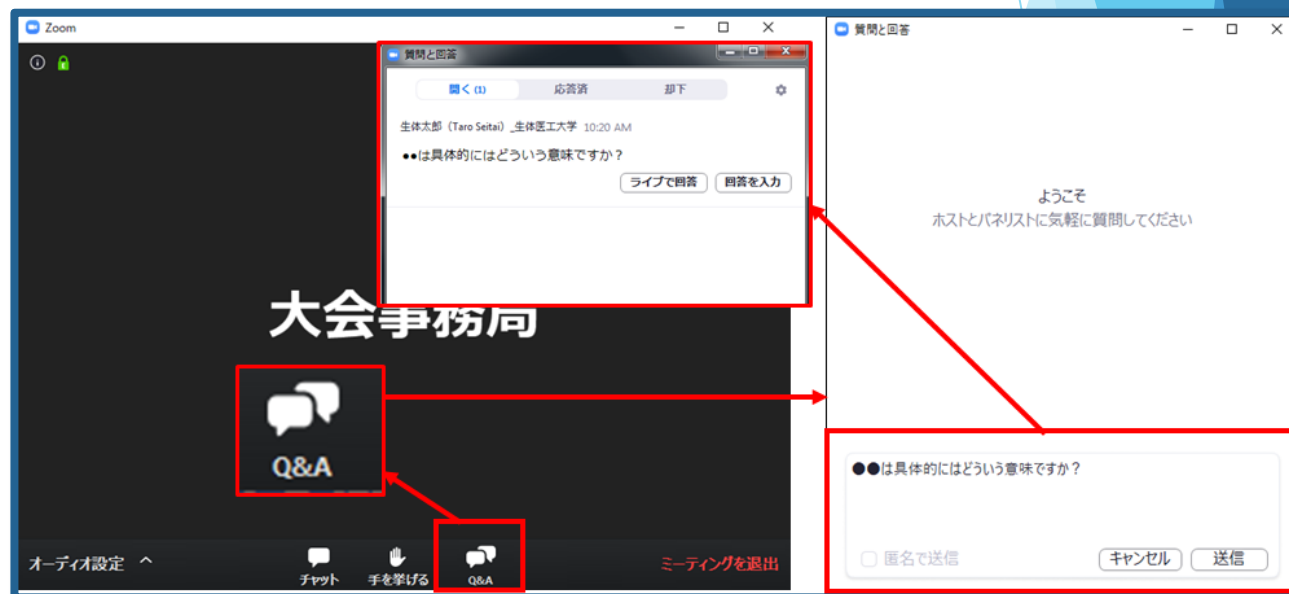 Zoom
質問と回答
開く (1) 応答済 却下
生体太郎（Taro Seitai）_生体医工大学 10:20 AM
●●は具体的にはどういう意味ですか？
ライブで回答 回答を入力
大会事務局
Q&A
オーディオ設定
チャット
手を挙げる
Q&A
ミーティングを退出
質問と回答
ようこそ
ホストとパネリストに気軽に質問してください
●●は具体的にはどういう意味ですか？
匿名で送信
キャンセル 送信